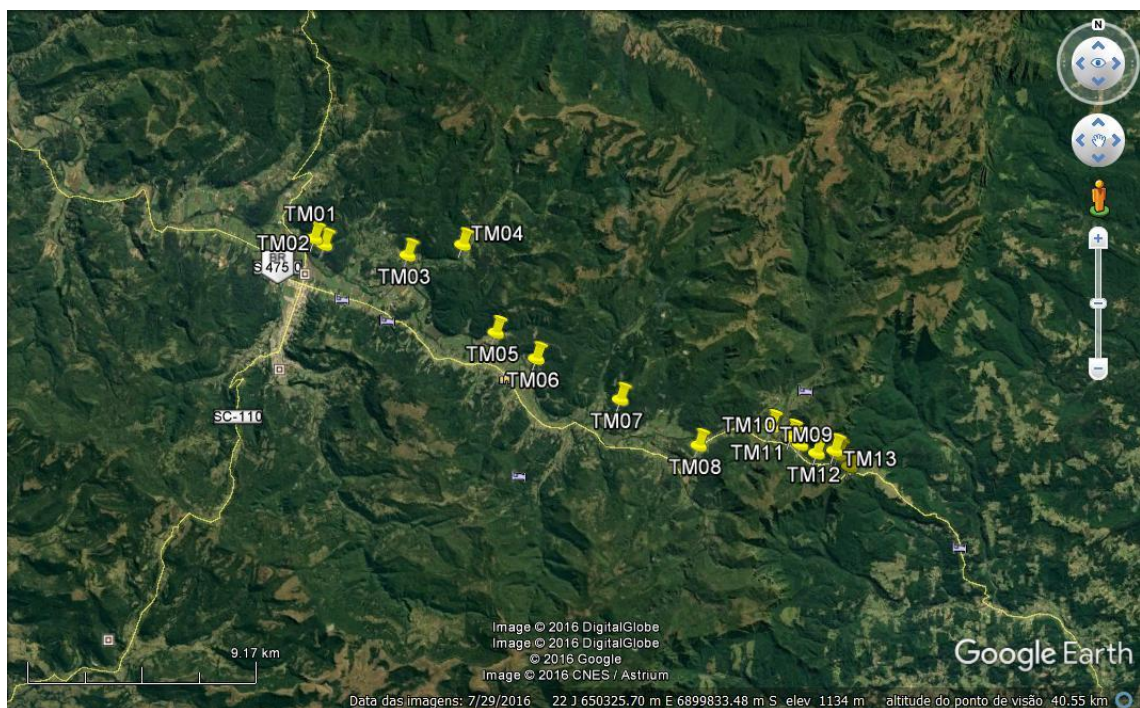 N
TM01
TM02
TM03
TM04
BR
475
TM05
TM06
TM07
TM10
TM09
TM08
TM11
TM12
TM13
SC-110
9.17 km
Image © 2016 DigitalGlobe
Image © 2016 DigitalGlobe
© 2016 Google
Image © 2016 CNES / Astrium
Google Earth
Data das imagens: 7/29/2016 22 J 650325.70 m E 6899833.48 m S elev 1134 m altitude do ponto de visão 40.55 km